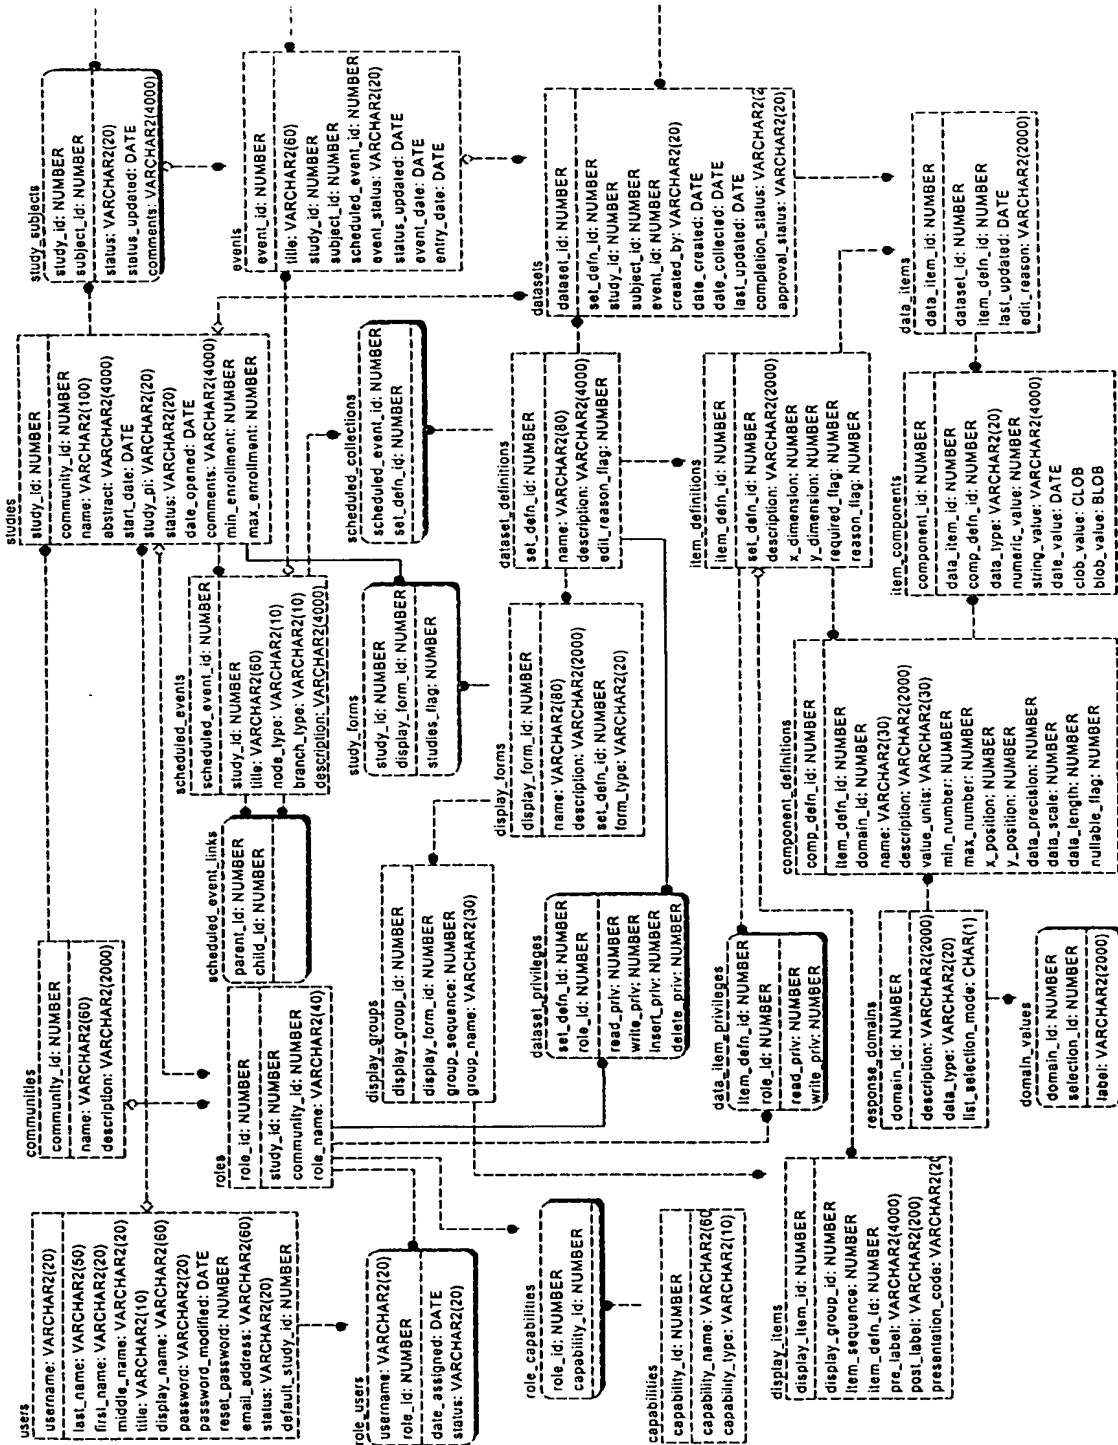 users
username: VARCHAR2(20)
last_name: VARCHAR2(50)
first_name: VARCHAR2(20)
middle_name: VARCHAR2(20)
title: VARCHAR2(10)
display_name: VARCHAR2(60)
password: VARCHAR2(20)
password_modified: DATE
reset_password: NUMBER
email_address: VARCHAR2(60)
status: VARCHAR2(20)
default_study_id: NUMBER
communities
community_id: NUMBER
name: VARCHAR2(60)
description: VARCHAR2(2000)
studies
study_id: NUMBER
community_id: NUMBER
name: VARCHAR2(100)
abstract: VARCHAR2(4000)
start_date: DATE
study_pi: VARCHAR2(20)
status: VARCHAR2(20)
date_opened: DATE
comments: VARCHAR2(4000)
min_enrollment: NUMBER
max_enrollment: NUMBER
study_subjects
study_id: NUMBER
subject_id: NUMBER
status: VARCHAR2(20)
status_updated: DATE
comments: VARCHAR2(4000)
roles
role_id: NUMBER
study_id: NUMBER
community_id: NUMBER
role_name: VARCHAR2(40)
scheduled_event_links
parent_id: NUMBER
child_id: NUMBER
scheduled_events
scheduled_event_id: NUMBER
study_id: NUMBER
title: VARCHAR2(60)
node_type: VARCHAR2(10)
branch_type: VARCHAR2(10)
description: VARCHAR2(4000)
events
event_id: NUMBER
title: VARCHAR2(60)
study_id: NUMBER
subject_id: NUMBER
scheduled_event_id: NUMBER
event_status: VARCHAR2(20)
status_updated: DATE
event_date: DATE
entry_date: DATE
role_users
username: VARCHAR2(20)
role_id: NUMBER
date_assigned: DATE
status: VARCHAR2(20)
display_groups
display_group_id: NUMBER
display_form_id: NUMBER
group_sequence: NUMBER
group_name: VARCHAR2(30)
study_forms
study_id: NUMBER
display_form_id: NUMBER
studies_flag: NUMBER
scheduled_collections
scheduled_event_id: NUMBER
set_defn_id: NUMBER
role_capabilities
role_id: NUMBER
capability_id: NUMBER
dataset_privileges
set_defn_id: NUMBER
role_id: NUMBER
read_priv: NUMBER
write_priv: NUMBER
insert_priv: NUMBER
delete_priv: NUMBER
display_forms
display_form_id: NUMBER
name: VARCHAR2(80)
description: VARCHAR2(2000)
set_defn_id: NUMBER
form_type: VARCHAR2(20)
dataset_definitions
set_defn_id: NUMBER
name: VARCHAR2(80)
description: VARCHAR2(4000)
edit_reason_flag: NUMBER
datasets
dataset_id: NUMBER
set_defn_id: NUMBER
study_id: NUMBER
subject_id: NUMBER
event_id: NUMBER
created_by: VARCHAR2(20)
date_created: DATE
date_collected: DATE
last_updated: DATE
completion_status: VARCHAR2(2
approval_status: VARCHAR2(20)
capabilities
capability_id: NUMBER
capability_name: VARCHAR2(60
capability_type: VARCHAR2(10)
data_item_privileges
item_defn_id: NUMBER
role_id: NUMBER
read_priv: NUMBER
write_priv: NUMBER
item_definitions
item_defn_id: NUMBER
set_defn_id: NUMBER
description: VARCHAR2(2000)
x_dimension: NUMBER
y_dimension: NUMBER
required_flag: NUMBER
reason_flag: NUMBER
display_items
display_item_id: NUMBER
display_group_id: NUMBER
item_sequence: NUMBER
item_defn_id: NUMBER
pre_label: VARCHAR2(4000)
post_label: VARCHAR2(200)
presentation_code: VARCHAR2(20
response_domains
domain_id: NUMBER
description: VARCHAR2(2000)
data_type: VARCHAR2(20)
list_selection_mode: CHAR(1)
component_definitions
comp_defn_id: NUMBER
item_defn_id: NUMBER
domain_id: NUMBER
name: VARCHAR2(30)
description: VARCHAR2(2000)
value_units: VARCHAR2(30)
min_number: NUMBER
max_number: NUMBER
x_position: NUMBER
y_position: NUMBER
data_precision: NUMBER
data_scale: NUMBER
data_length: NUMBER
nullable_flag: NUMBER
item_components
component_id: NUMBER
data_item_id: NUMBER
comp_defn_id: NUMBER
data_type: VARCHAR2(20)
numeric_value: NUMBER
string_value: VARCHAR2(4000)
date_value: DATE
clob_value: CLOB
blob_value: BLOB
data_items
data_item_id: NUMBER
dataset_id: NUMBER
item_defn_id: NUMBER
last_updated: DATE
edit_reason: VARCHAR2(2000)
domain_values
domain_id: NUMBER
selection_id: NUMBER
label: VARCHAR2(2000)